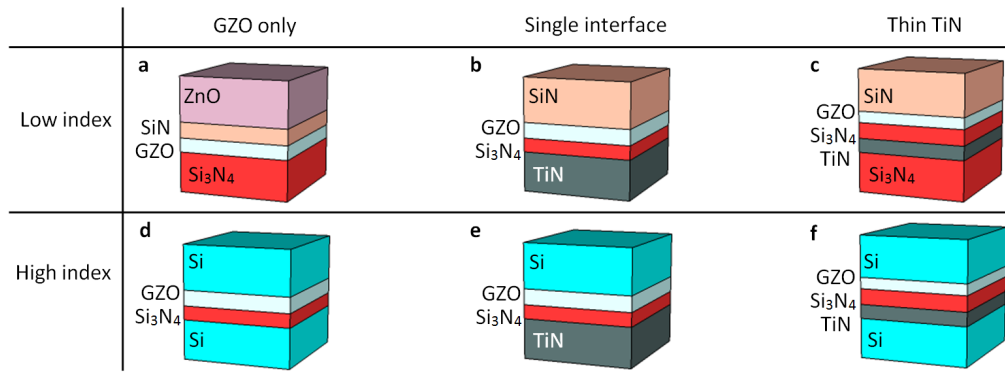 GZO only
Single interface
Thin TiN
Low index
a
ZnO
SiN
GZO
Si₃N₄
b
SiN
GZO
Si₃N₄
TiN
c
SiN
GZO
Si₃N₄
TiN
Si₃N₄
High index
d
Si
GZO
Si₃N₄
Si
e
Si
GZO
Si₃N₄
TiN
f
Si
GZO
Si₃N₄
TiN
Si